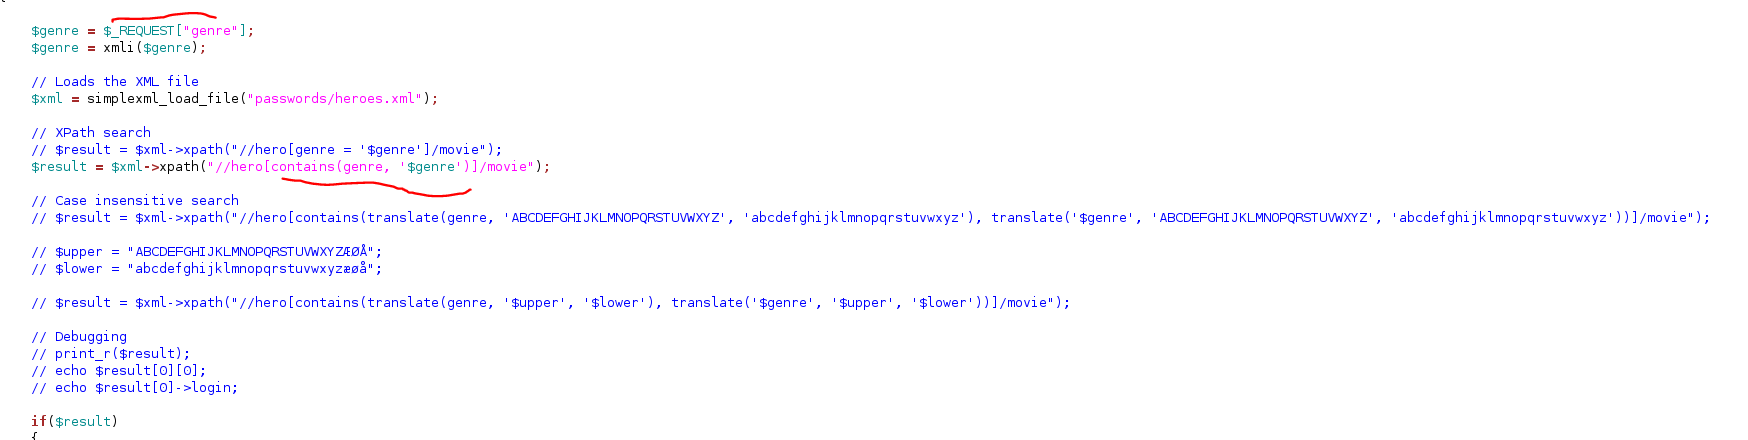 $genre = $_REQUEST["genre"];
$genre = xmli($genre);
// Loads the XML file
$xml = simplexml_load_file("passwords/heroes.xml");
// XPath search
// $result = $xml->xpath("//hero[genre = '$genre']/movie");
$result = $xml->xpath("//hero[contains(genre, '$genre')]/movie");
// Case insensitive search
// $result = $xml->xpath("//hero[contains(translate(genre, 'ABCDEFGHIJKLMNOPQRSTUVWXYZ', 'abcdefghijklmnopqrstuvwxyz'), translate('$genre', 'ABCDEFGHIJKLMNOPQRSTUVWXYZ', 'abcdefghijklmnopqrstuvwxyz'))]/movie");
// $upper = "ABCDEFGHIJKLMNOPQRSTUVWXYZÆØÅ";
// $lower = "abcdefghijklmnopqrstuvwxyzæøå";
// $result = $xml->xpath("//hero[contains(translate(genre, '$upper', '$lower'), translate('$genre', '$upper', '$lower'))]/movie");
// Debugging
// print_r($result);
// echo $result[0][0];
// echo $result[0]->login;
if($result)
{